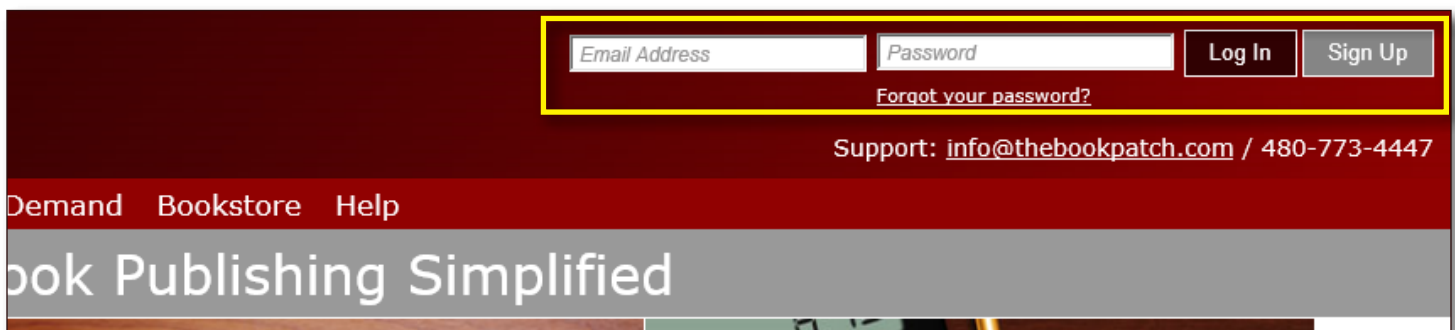 Email Address Password Log In Sign Up
Forgot your password?
Support: info@thebookpatch.com / 480-773-4447
Demand Bookstore Help
ook Publishing Simplified